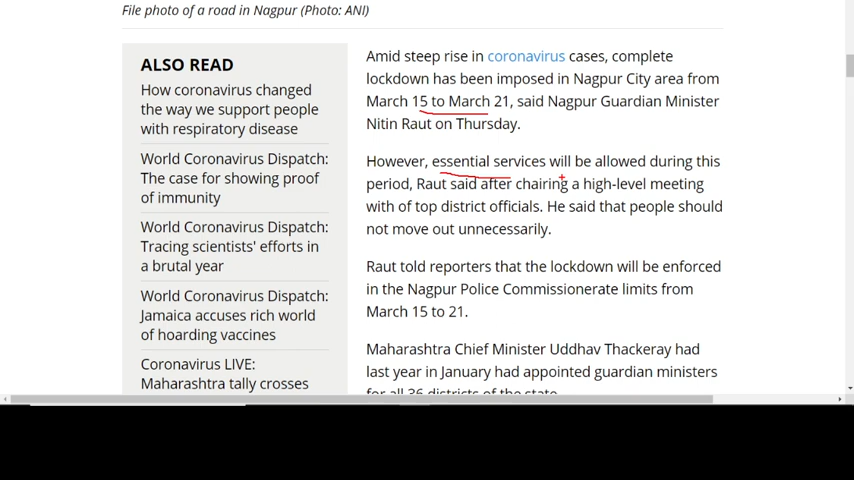 File photo of a road in Nagpur (Photo: ANI)
ALSO READ
How coronavirus changed
the way we support people
with respiratory disease
World Coronavirus Dispatch:
The case for showing proof
of immunity
World Coronavirus Dispatch:
Tracing scientists' efforts in
a brutal year
World Coronavirus Dispatch:
Jamaica accuses rich world
of hoarding vaccines
Coronavirus LIVE:
Maharashtra tally crosses
Amid steep rise in coronavirus cases, complete
lockdown has been imposed in Nagpur City area from
March 15 to March 21, said Nagpur Guardian Minister
Nitin Raut on Thursday.
However, essential services will be allowed during this
period, Raut said after chairing a high-level meeting
with of top district officials. He said that people should
not move out unnecessarily.
Raut told reporters that the lockdown will be enforced
in the Nagpur Police Commissionerate limits from
March 15 to 21.
Maharashtra Chief Minister Uddhav Thackeray had
last year in January had appointed guardian ministers
for all 36 districts of the state.